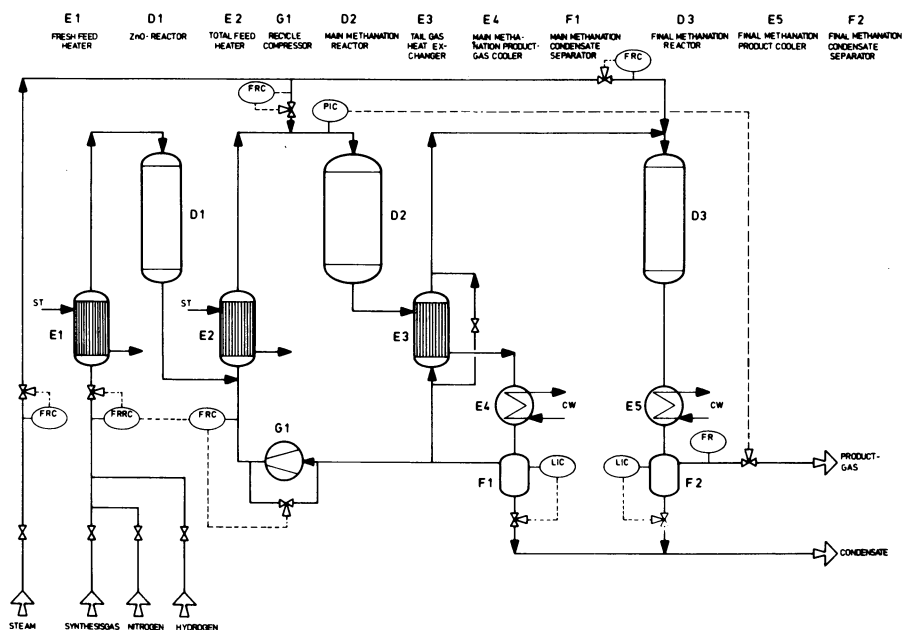 E1
FRESH FEED
HEATER
D1
ZnO-REACTOR
E2
TOTAL FEED
HEATER
G1
RECYCLE
COMPRESSOR
D2
MAIN METHANATION
REACTOR
E3
TAIL GAS
HEAT EX-
CHANGER
E4
MAIN METHA-
NATION PRODUCT-
GAS COOLER
F1
MAIN METHANATION
CONDENSATE
SEPARATOR
D3
FINAL METHANATION
REACTOR
E5
FINAL METHANATION
PRODUCT COOLER
F2
FINAL METHANATION
CONDENSATE
SEPARATOR
FRC
FRC
PIC
D1
D2
D3
ST
E1
ST
E2
E3
E4
CW
E5
CW
FRC
FRRC
FRC
G1
F1
LIC
LIC
F2
FR
PRODUCT-
GAS
CONDENSATE
STEAM
SYNTHESISGAS
NITROGEN
HYDROGEN